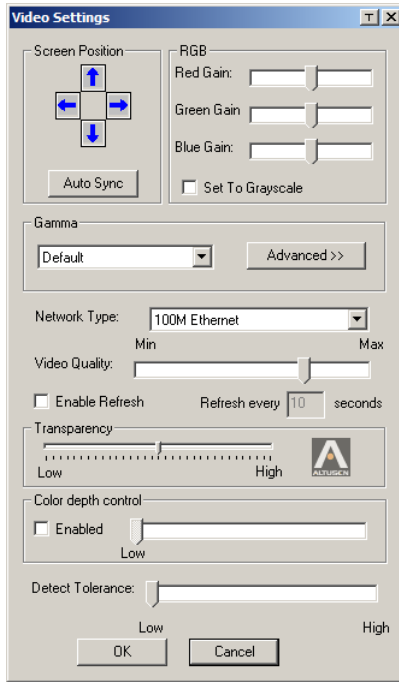 Video Settings
Screen Position
Auto Sync
RGB
Red Gain:
Green Gain
Blue Gain:
Set To Grayscale
Gamma
Default
Advanced >>
Network Type:
100M Ethernet
Min Max
Video Quality:
Enable Refresh Refresh every 10 seconds
Transparency
Low High
ALTUSEN
Color depth control
Enabled
Low
Detect Tolerance:
Low High
OK Cancel